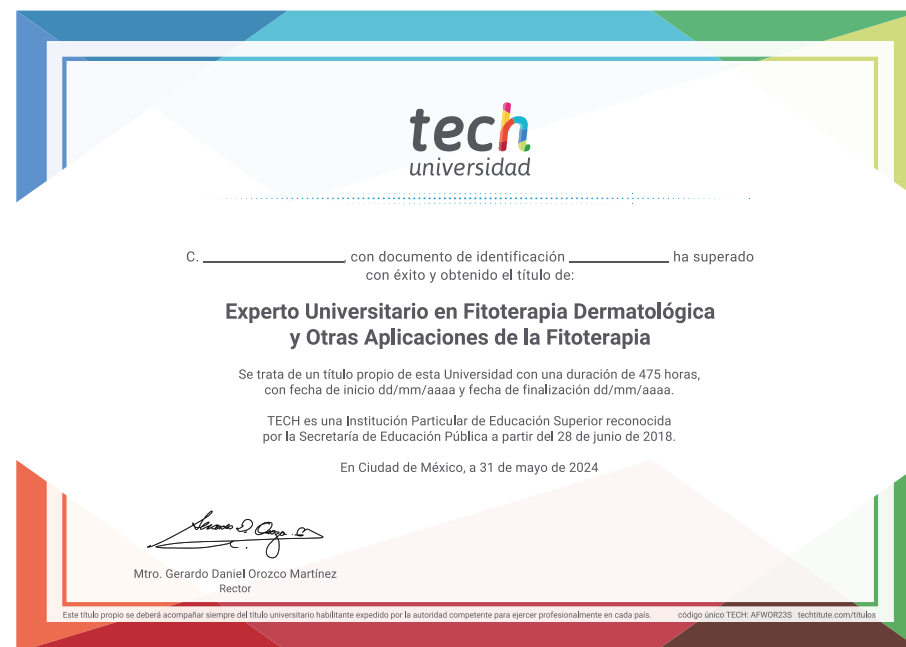 tech
universidad
C. ____________, con documento de identificación ____________ ha superado
con éxito y obtenido el título de:
Experto Universitario en Fitoterapia Dermatológica
y Otras Aplicaciones de la Fitoterapia
Se trata de un título propio de esta Universidad con una duración de 475 horas,
con fecha de inicio dd/mm/aaaa y fecha de finalización dd/mm/aaaa.
TECH es una Institución Particular de Educación Superior reconocida
por la Secretaría de Educación Pública a partir del 28 de junio de 2018.
En Ciudad de México, a 31 de mayo de 2024
Mtro. Gerardo Daniel Orozco Martínez
Rector
Este título propio se deberá acompañar siempre del título universitario habilitante expedido por la autoridad competente para ejercer profesionalmente en cada país. código único TECH: AFWOR23S techtitute.com/titulos